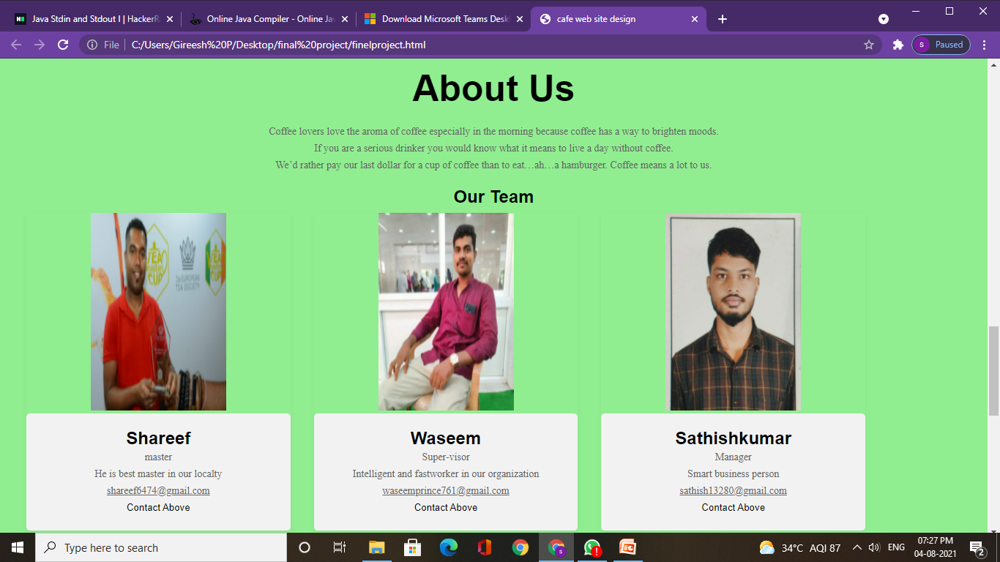 Java Stdin and Stdout I | HackerR
Online Java Compiler - Online Jav
Download Microsoft Teams Deskt
cafe web site design
File
C:/Users/Gireesh%20P/Desktop/final%20project/finelproject.html
s
Paused
About Us
Coffee lovers love the aroma of coffee especially in the morning because coffee has a way to brighten moods.
If you are a serious drinker you would know what it means to live a day without coffee.
We’d rather pay our last dollar for a cup of coffee than to eat…ah…a hamburger. Coffee means a lot to us.
Our Team
TEA
CUP
EUROPEAN
TEA SOCIETY
CUP
Shareef
master
He is best master in our localty
shareef6474@gmail.com
Contact Above
Waseem
Super-visor
Intelligent and fastworker in our organization
waseemprince761@gmail.com
Contact Above
Sathishkumar
Manager
Smart business person
sathish13280@gmail.com
Contact Above
Type here to search
34°C AQI 87
ENG
07:27 PM
04-08-2021
2